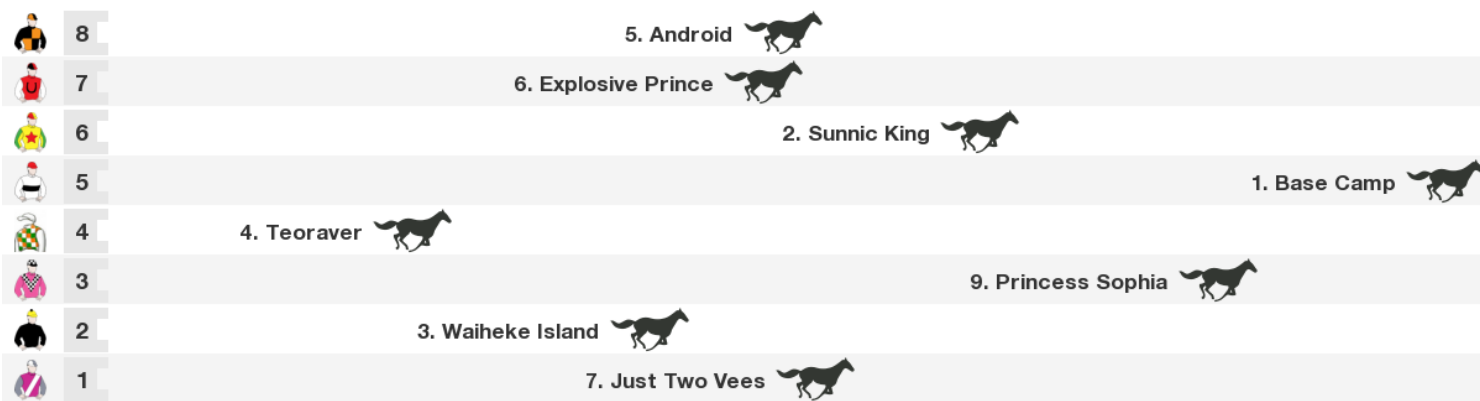 8 5. Android
7 6. Explosive Prince
6 2. Sunnic King
5 1. Base Camp
4 4. Teoraver
3 9. Princess Sophia
2 3. Waiheke Island
1 7. Just Two Vees